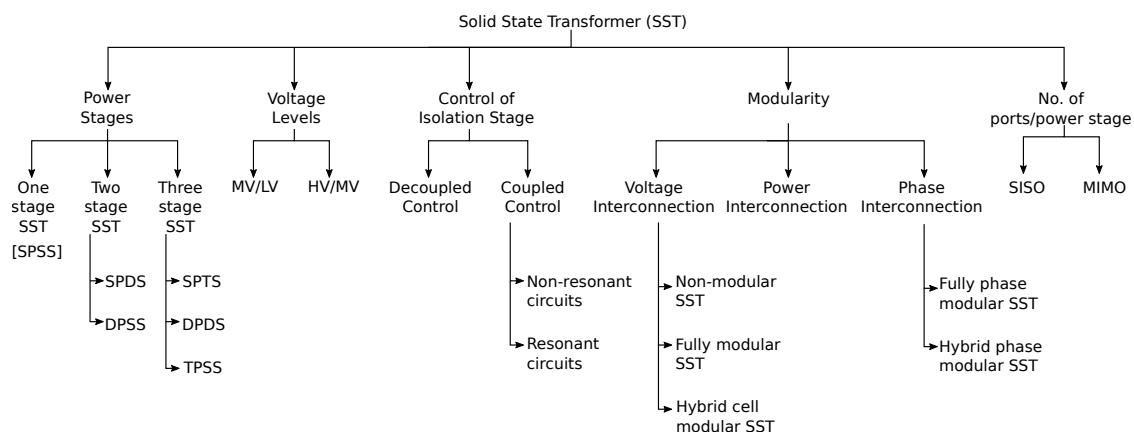 Solid State Transformer (SST)
Power
Stages
Voltage
Levels
Control of
Isolation Stage
Modularity
No. of
ports/power stage
One
stage
SST
[SPSS]
Two
stage
SST
Three
stage
SST
MV/LV
HV/MV
Decoupled
Control
Coupled
Control
Voltage
Interconnection
Power
Interconnection
Phase
Interconnection
SISO
MIMO
SPDS
DPSS
SPTS
DPDS
TPSS
Non-resonant
circuits
Resonant
circuits
Non-modular
SST
Fully modular
SST
Hybrid cell
modular SST
Fully phase
modular SST
Hybrid phase
modular SST